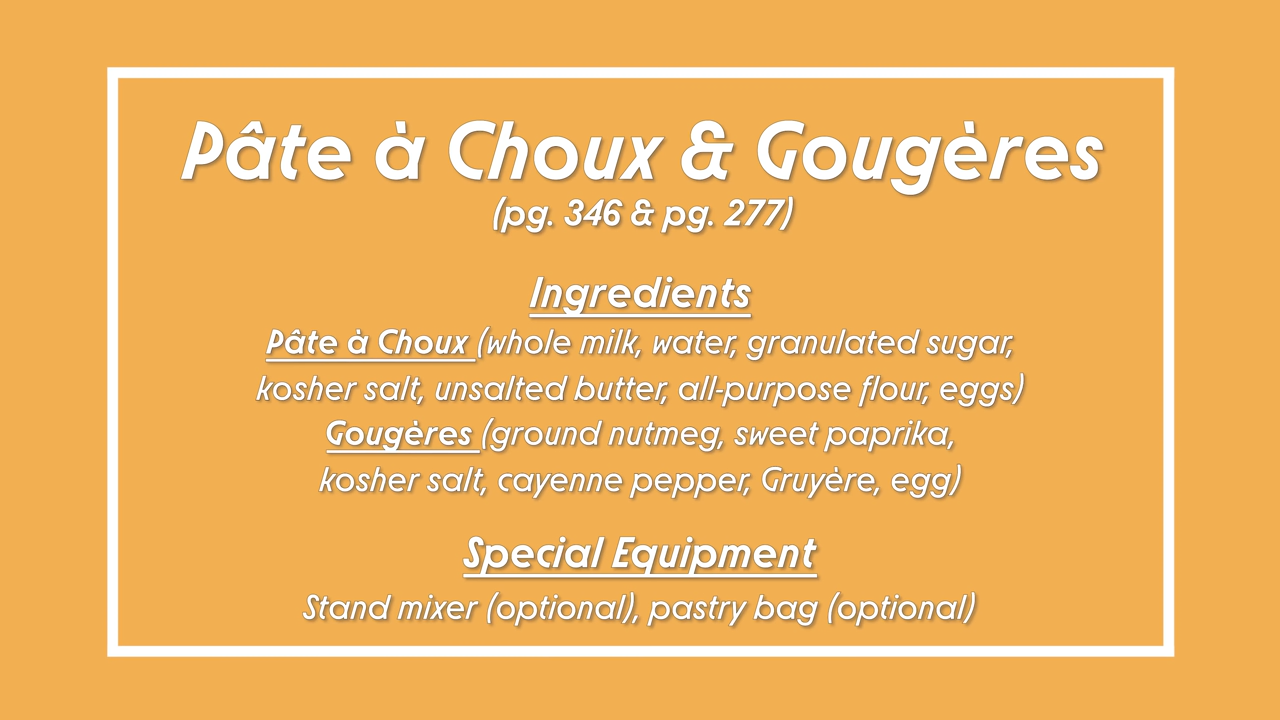 Pâte à Choux & Gougères
(pg. 346 & pg. 277)
Ingredients
Pâte à Choux (whole milk, water, granulated sugar,
kosher salt, unsalted butter, all-purpose flour, eggs)
Gougères (ground nutmeg, sweet paprika,
kosher salt, cayenne pepper, Gruyère, egg)
Special Equipment
Stand mixer (optional), pastry bag (optional)